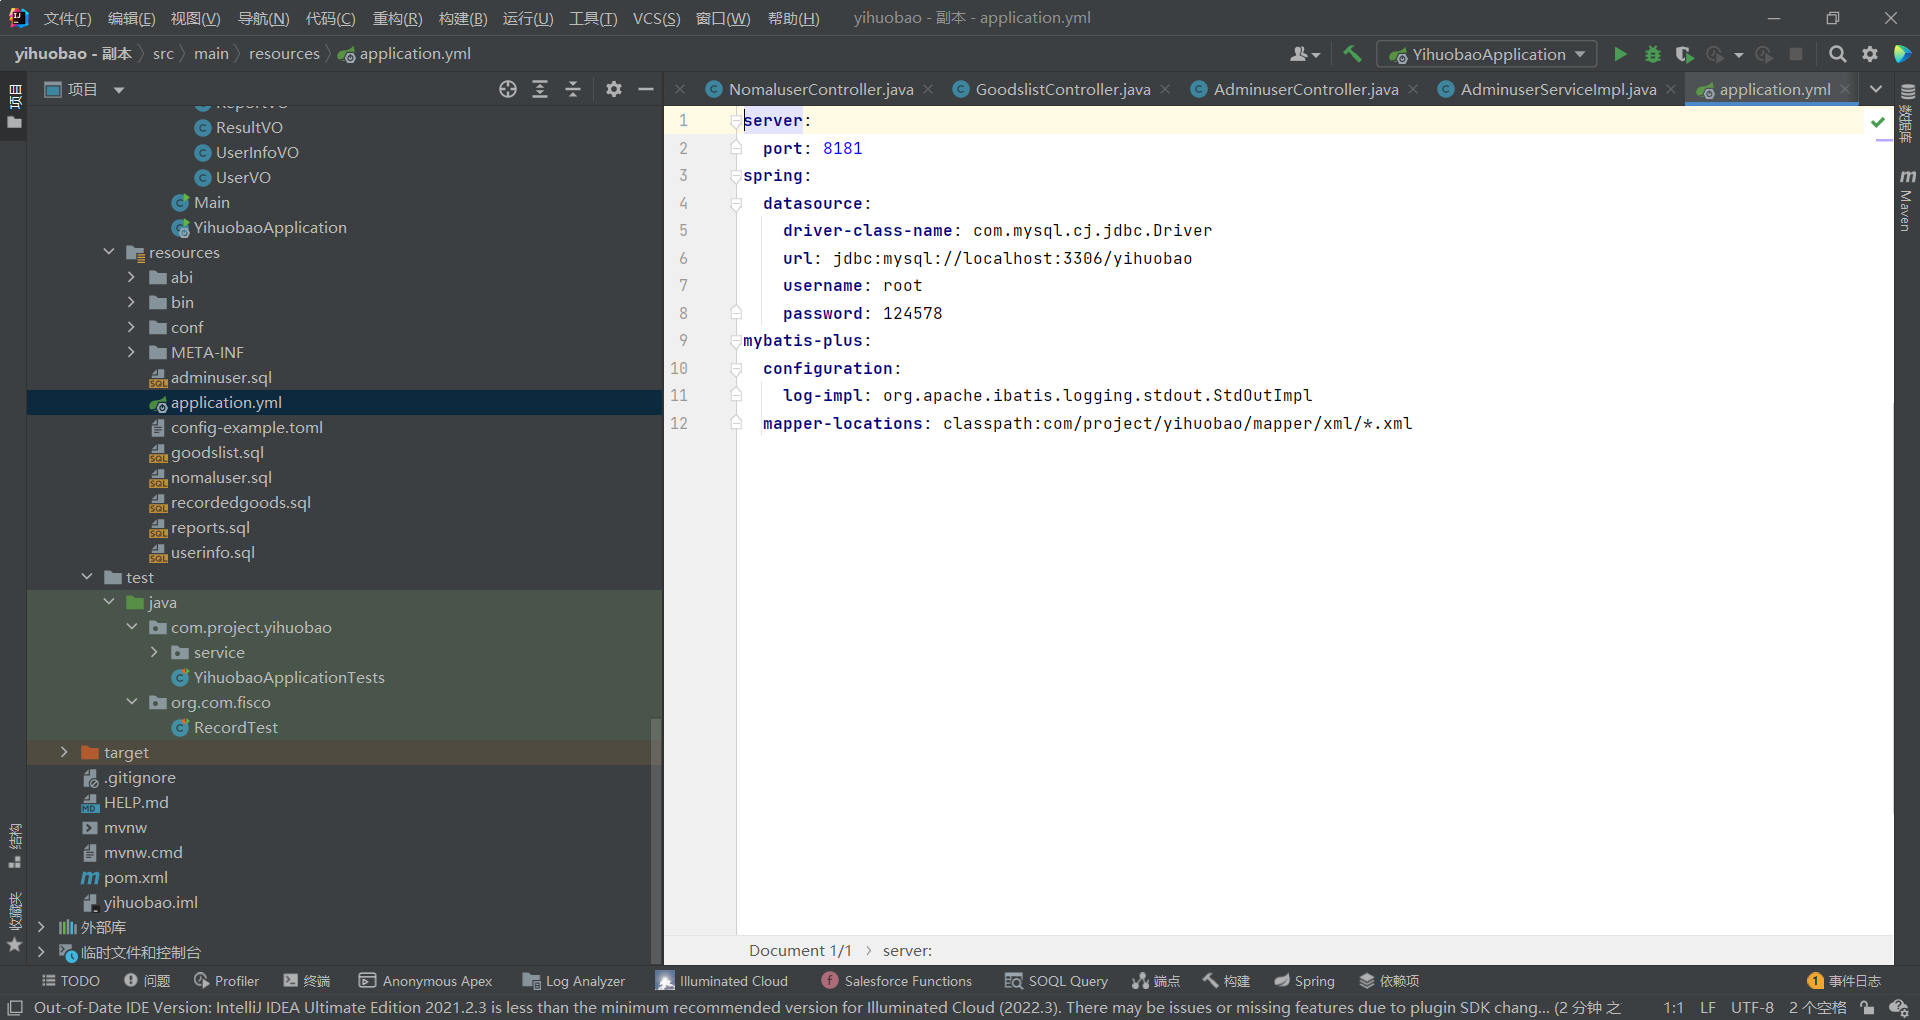 文件(F) 编辑(E) 视图(V) 导航(N) 代码(C) 重构(R) 构建(B) 运行(U) 工具(T) VCS(S) 窗口(W) 帮助(H) yihuobao - 副本 - application.yml
yihuobao - 副本 src main resources application.yml YihuobaoApplication
项目
项目
NomaluserController.java GoodslistController.java AdminuserController.java AdminuserServiceImpl.java application.yml
ReportVO
ResultVO
UserInfoVO
UserVO
Main
YihuobaoApplication
resources
abi
bin
conf
META-INF
adminuser.sql
application.yml
config-example.toml
goodslist.sql
nomaluser.sql
recordedgoods.sql
reports.sql
userinfo.sql
test
java
com.project.yihuobao
service
YihuobaoApplicationTests
org.com.fisco
RecordTest
target
.gitignore
HELP.md
mvnw
mvnw.cmd
pom.xml
yihuobao.iml
外部库
临时文件和控制台
结构
收藏夹
1 server:
2 port: 8181
3 spring:
4 datasource:
5 driver-class-name: com.mysql.cj.jdbc.Driver
6 url: jdbc:mysql://localhost:3306/yihuobao
7 username: root
8 password: 124578
9 mybatis-plus:
10 configuration:
11 log-impl: org.apache.ibatis.logging.stdout.StdOutImpl
12 mapper-locations: classpath:com/project/yihuobao/mapper/xml/*.xml
数据库
Maven
Document 1/1 › server:
TODO 问题 Profiler 终端 Anonymous Apex Log Analyzer Illuminated Cloud Salesforce Functions SOQL Query 端点 构建 Spring 依赖项 1 事件日志
Out-of-Date IDE Version: IntelliJ IDEA Ultimate Edition 2021.2.3 is less than the minimum recommended version for Illuminated Cloud (2022.3). There may be issues or missing features due to plugin SDK chang... (2 分钟 之 1:1 LF UTF-8 2 个空格